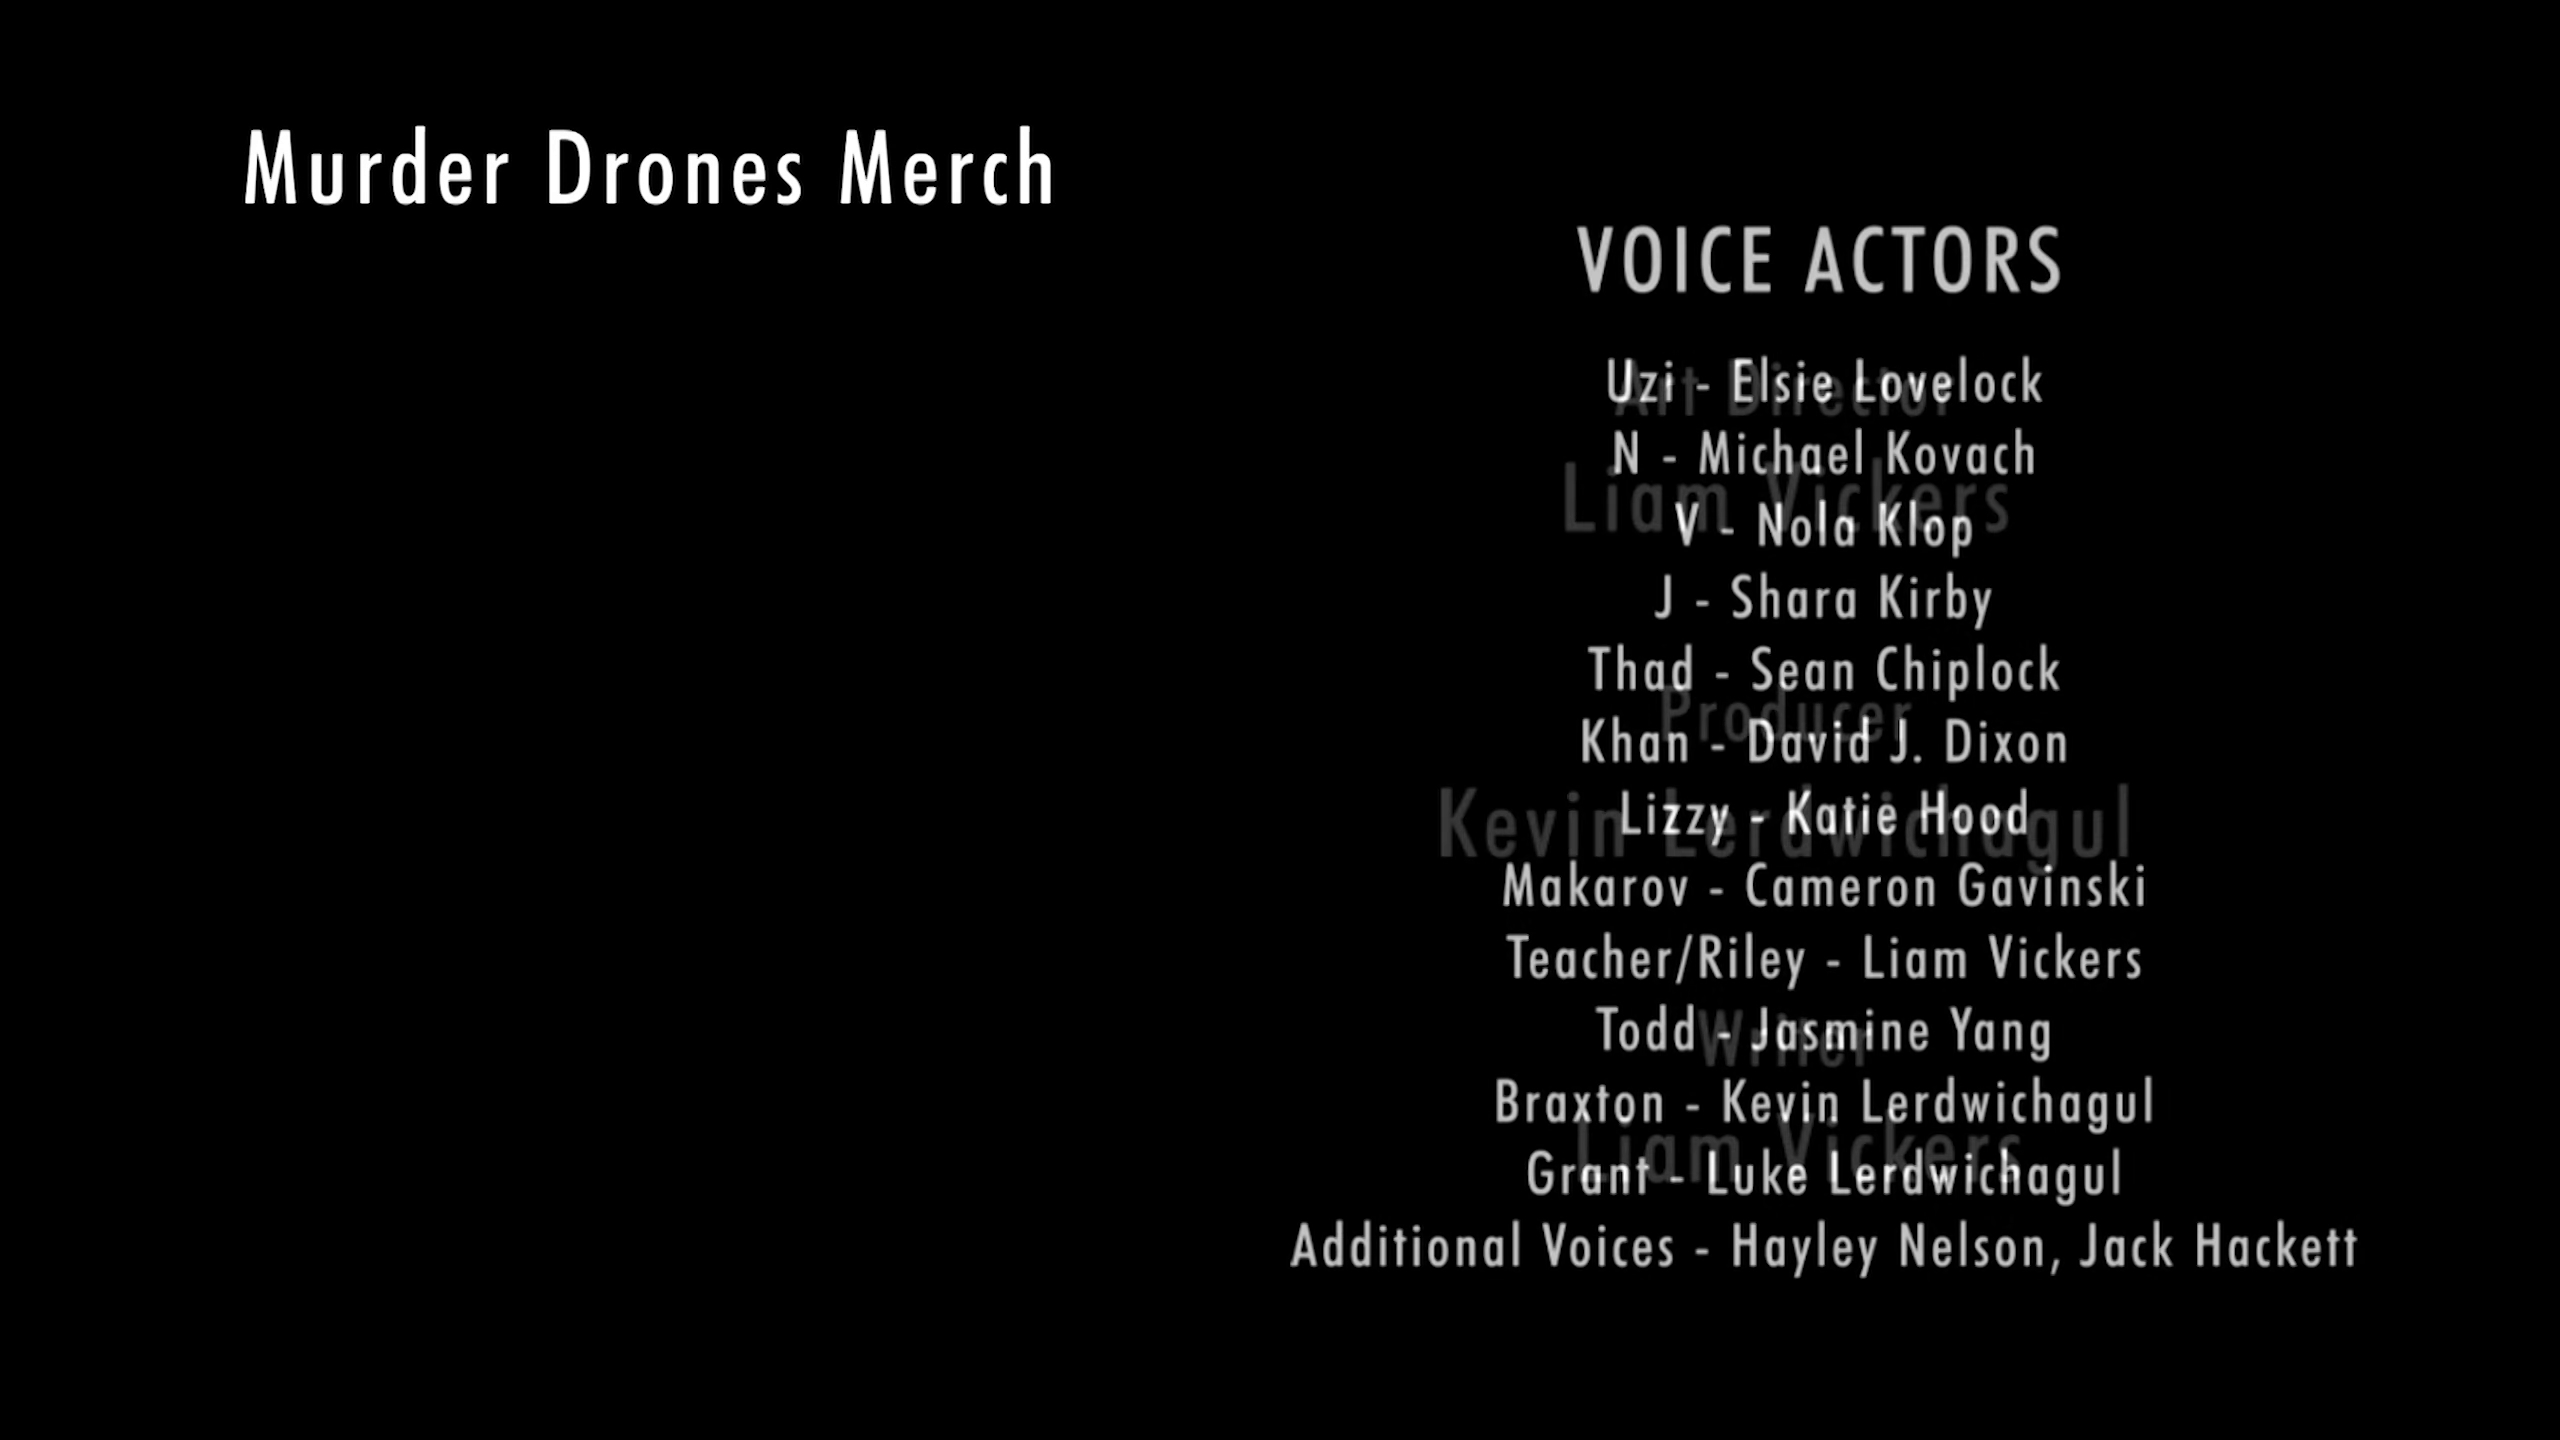 Murder Drones Merch
VOICE ACTORS
Uzi - Elsie Lovelock
N - Michael Kovach
V - Nola Klop
J - Shara Kirby
Thad - Sean Chiplock
Khan - David J. Dixon
Lizzy - Katie Hood
Makarov - Cameron Gavinski
Teacher/Riley - Liam Vickers
Todd - Jasmine Yang
Braxton - Kevin Lerdwichagul
Grant - Luke Lerdwichagul
Additional Voices - Hayley Nelson, Jack Hackett
Art Director
Liam Vickers
Producer
Kevin Lerdwichagul
Writer
Liam Vickers